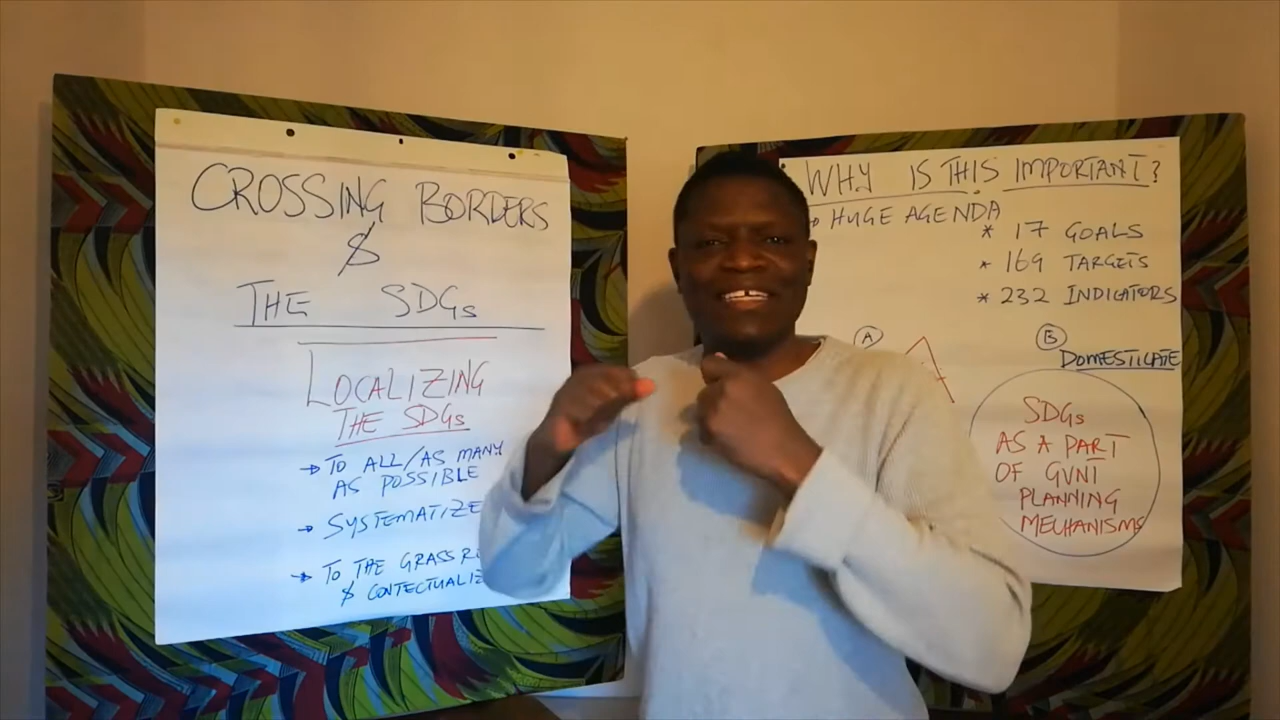 CROSSING BORDERS
&
THE SDGs
LOCALIZING
THE SDGs
→ TO ALL/AS MANY
AS POSSIBLE
→ SYSTEMATIZE
→ TO THE GRASS
& CONTECTUALIZ
WHY IS THIS IMPORTANT?
→ HUGE AGENDA
* 17 GOALS
* 169 TARGETS
* 232 INDICATORS
A
B
DOMESTICATE
SDGs
AS A PART
OF GVNT
PLANNING
MECHANISMS